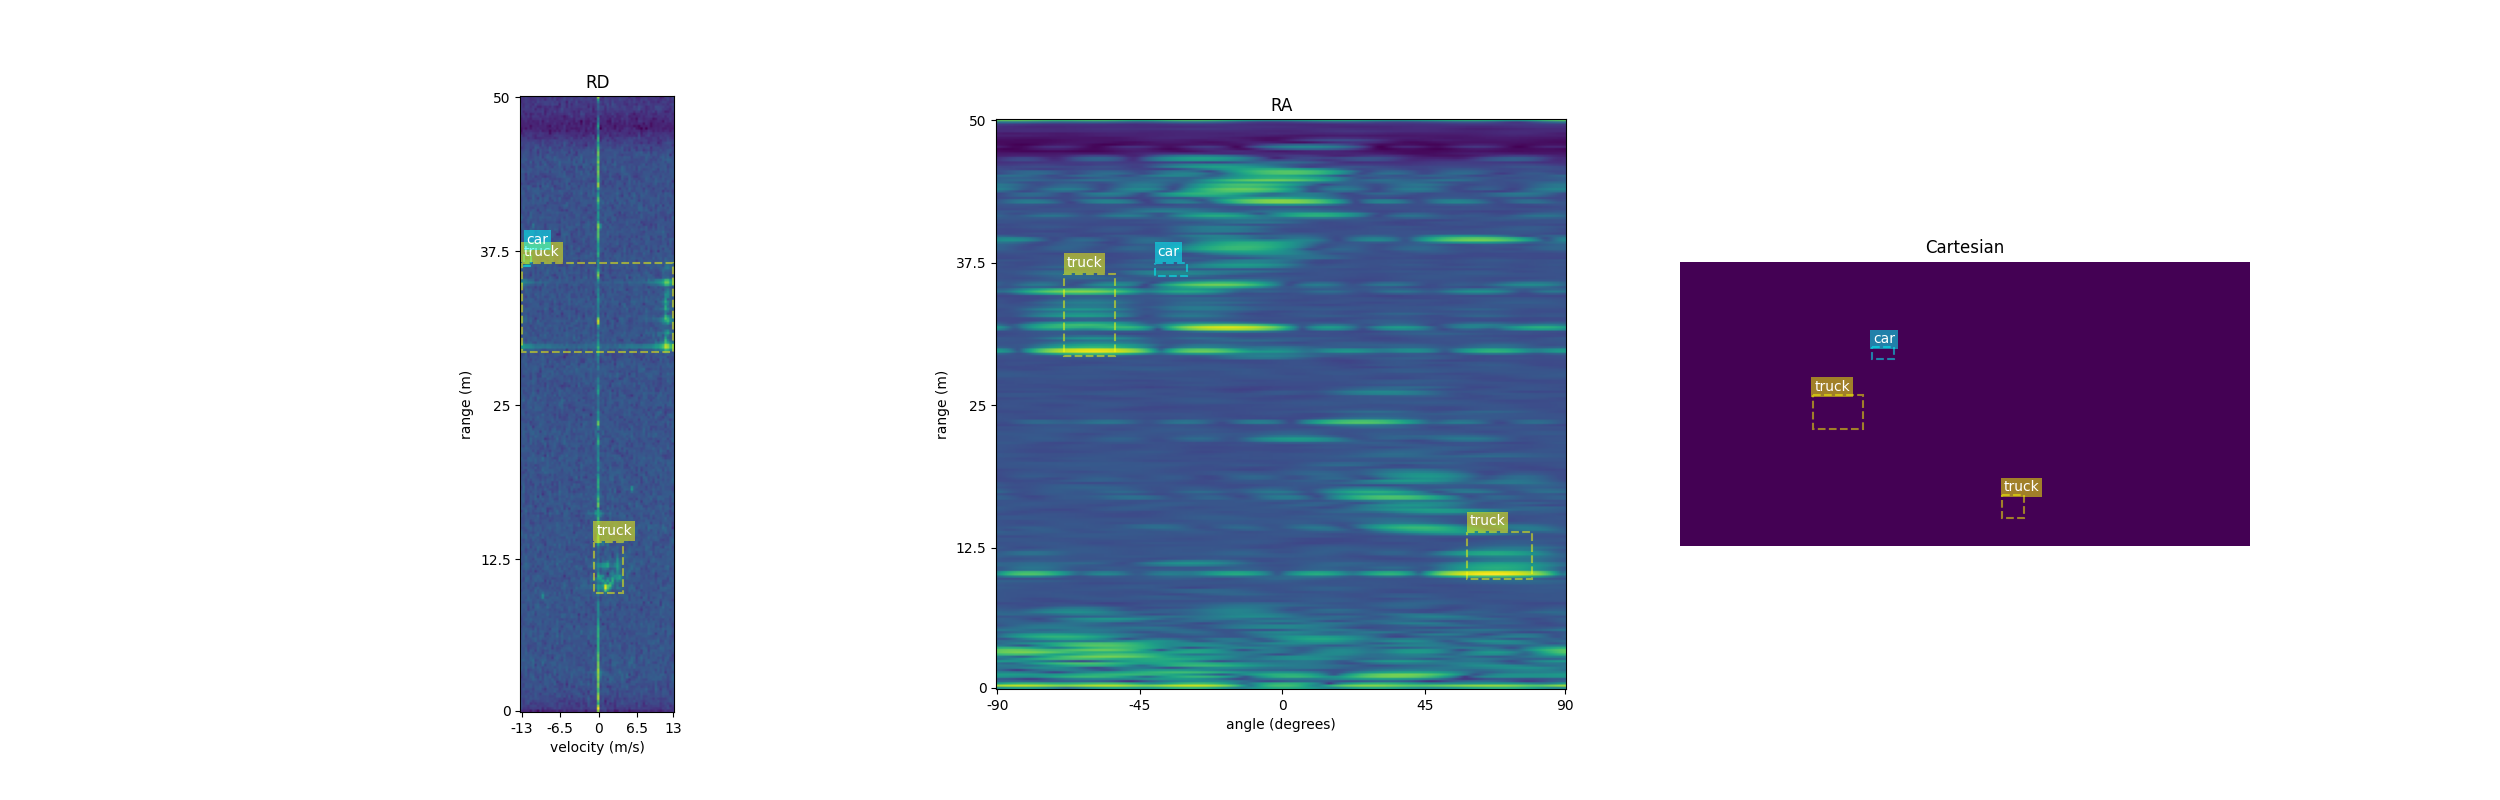 RD
50
37.5
25
12.5
0
range (m)
car
truck
truck
-13 -6.5 0 6.5 13
velocity (m/s)
RA
50
37.5
25
12.5
0
range (m)
car
truck
truck
-90 -45 0 45 90
angle (degrees)
Cartesian
car
truck
truck